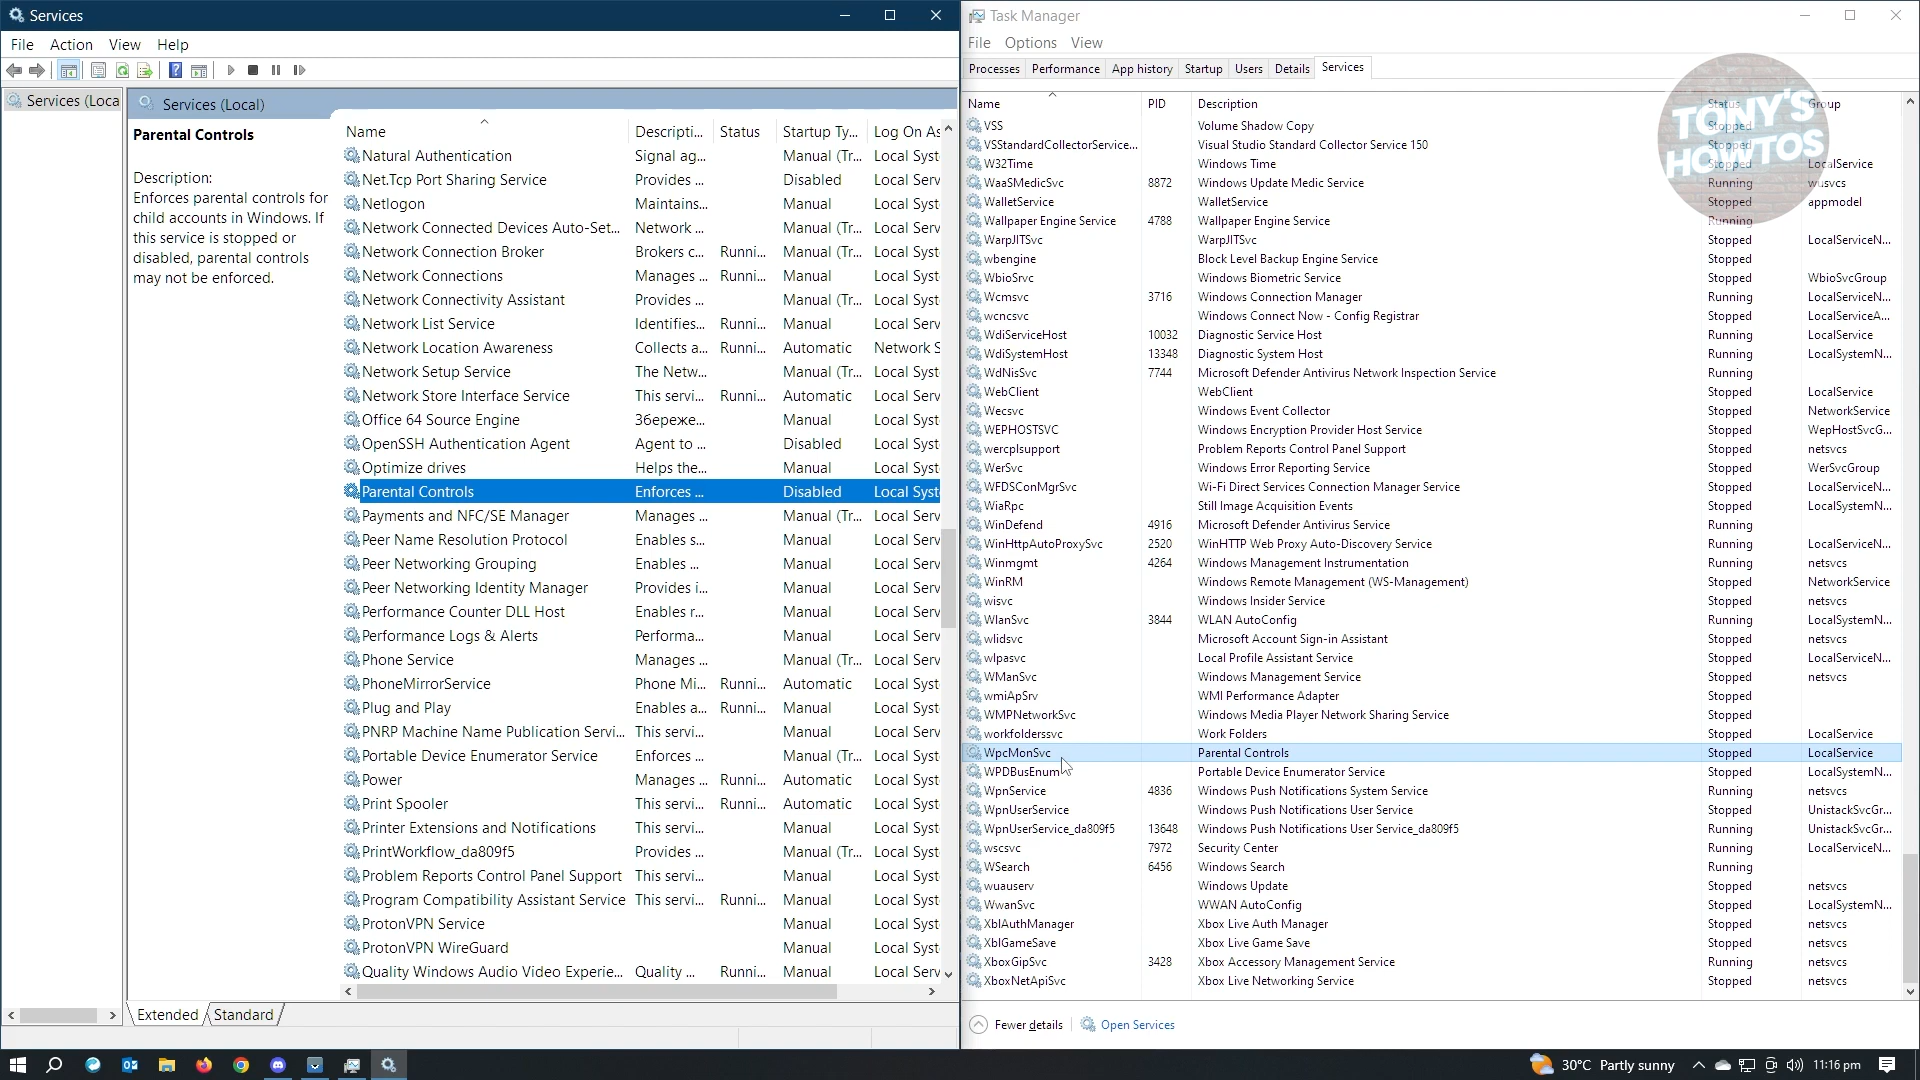 Services
File Action View Help
Services (Loca
Services (Local)
Parental Controls
Description:
Enforces parental controls for
child accounts in Windows. If
this service is stopped or
disabled, parental controls
may not be enforced.
Name Descripti... Status Startup Ty... Log On As
Natural Authentication Signal ag... Manual (Tr... Local Syst
Net.Tcp Port Sharing Service Provides ... Disabled Local Serv
Netlogon Maintains... Manual Local Syst
Network Connected Devices Auto-Set... Network ... Manual (Tr... Local Serv
Network Connection Broker Brokers c... Runni... Manual (Tr... Local Syst
Network Connections Manages ... Runni... Manual Local Syst
Network Connectivity Assistant Provides ... Manual (Tr... Local Syst
Network List Service Identifies... Runni... Manual Local Serv
Network Location Awareness Collects a... Runni... Automatic Network S
Network Setup Service The Netw... Manual (Tr... Local Syst
Network Store Interface Service This servi... Runni... Automatic Local Serv
Office 64 Source Engine Збереже... Manual Local Syst
OpenSSH Authentication Agent Agent to ... Disabled Local Syst
Optimize drives Helps the... Manual Local Syst
Parental Controls Enforces ... Disabled Local Syst
Payments and NFC/SE Manager Manages ... Manual (Tr... Local Serv
Peer Name Resolution Protocol Enables s... Manual Local Serv
Peer Networking Grouping Enables ... Manual Local Serv
Peer Networking Identity Manager Provides i... Manual Local Serv
Performance Counter DLL Host Enables r... Manual Local Serv
Performance Logs & Alerts Performa... Manual Local Serv
Phone Service Manages ... Manual (Tr... Local Serv
PhoneMirrorService Phone Mi... Runni... Automatic Local Syst
Plug and Play Enables a... Runni... Manual Local Syst
PNRP Machine Name Publication Servi... This servi... Manual Local Serv
Portable Device Enumerator Service Enforces ... Manual (Tr... Local Syst
Power Manages ... Runni... Automatic Local Syst
Print Spooler This servi... Runni... Automatic Local Syst
Printer Extensions and Notifications This servi... Manual Local Syst
PrintWorkflow_da809f5 Provides ... Manual (Tr... Local Syst
Problem Reports Control Panel Support This servi... Manual Local Syst
Program Compatibility Assistant Service This servi... Runni... Manual Local Syst
ProtonVPN Service Manual Local Syst
ProtonVPN WireGuard Manual Local Syst
Quality Windows Audio Video Experie... Quality ... Runni... Manual Local Serv
Extended Standard
Task Manager
File Options View
Processes Performance App history Startup Users Details Services
Name PID Description Status Group
VSS Volume Shadow Copy Stopped
VSStandardCollectorService... Visual Studio Standard Collector Service 150 Stopped
W32Time Windows Time Stopped LocalService
WaaSMedicSvc 8872 Windows Update Medic Service Running wusvcs
WalletService WalletService Stopped appmodel
Wallpaper Engine Service 4788 Wallpaper Engine Service Running
WarpJITSvc WarpJITSvc Stopped LocalServiceN...
wbengine Block Level Backup Engine Service Stopped
WbioSrvc Windows Biometric Service Stopped WbioSvcGroup
Wcmsvc 3716 Windows Connection Manager Running LocalServiceN...
wcncsvc Windows Connect Now - Config Registrar Stopped LocalServiceA...
WdiServiceHost 10032 Diagnostic Service Host Running LocalService
WdiSystemHost 13348 Diagnostic System Host Running LocalSystemN...
WdNisSvc 7744 Microsoft Defender Antivirus Network Inspection Service Running
WebClient WebClient Stopped LocalService
Wecsvc Windows Event Collector Stopped NetworkService
WEPHOSTSVC Windows Encryption Provider Host Service Stopped WepHostSvcG...
wercplsupport Problem Reports Control Panel Support Stopped netsvcs
WerSvc Windows Error Reporting Service Stopped WerSvcGroup
WFDSConMgrSvc Wi-Fi Direct Services Connection Manager Service Stopped LocalServiceN...
WiaRpc Still Image Acquisition Events Stopped LocalSystemN...
WinDefend 4916 Microsoft Defender Antivirus Service Running
WinHttpAutoProxySvc 2520 WinHTTP Web Proxy Auto-Discovery Service Running LocalServiceN...
Winmgmt 4264 Windows Management Instrumentation Running netsvcs
WinRM Windows Remote Management (WS-Management) Stopped NetworkService
wisvc Windows Insider Service Stopped netsvcs
WlanSvc 3844 WLAN AutoConfig Running LocalSystemN...
wlidsvc Microsoft Account Sign-in Assistant Stopped netsvcs
wlpasvc Local Profile Assistant Service Stopped LocalServiceN...
WManSvc Windows Management Service Stopped netsvcs
wmiApSrv WMI Performance Adapter Stopped
WMPNetworkSvc Windows Media Player Network Sharing Service Stopped
workfolderssvc Work Folders Stopped LocalService
WpcMonSvc Parental Controls Stopped LocalService
WPDBusEnum Portable Device Enumerator Service Stopped LocalSystemN...
WpnService 4836 Windows Push Notifications System Service Running netsvcs
WpnUserService Windows Push Notifications User Service Stopped UnistackSvcGr...
WpnUserService_da809f5 13648 Windows Push Notifications User Service_da809f5 Running UnistackSvcGr...
wscsvc 7972 Security Center Running LocalServiceN...
WSearch 6456 Windows Search Running
wuauserv Windows Update Stopped netsvcs
WwanSvc WWAN AutoConfig Stopped LocalSystemN...
XblAuthManager Xbox Live Auth Manager Stopped netsvcs
XblGameSave Xbox Live Game Save Stopped netsvcs
XboxGipSvc 3428 Xbox Accessory Management Service Running netsvcs
XboxNetApiSvc Xbox Live Networking Service Stopped netsvcs
Fewer details Open Services
TONY'S
HOWTOS
30°C Partly sunny 11:16 pm